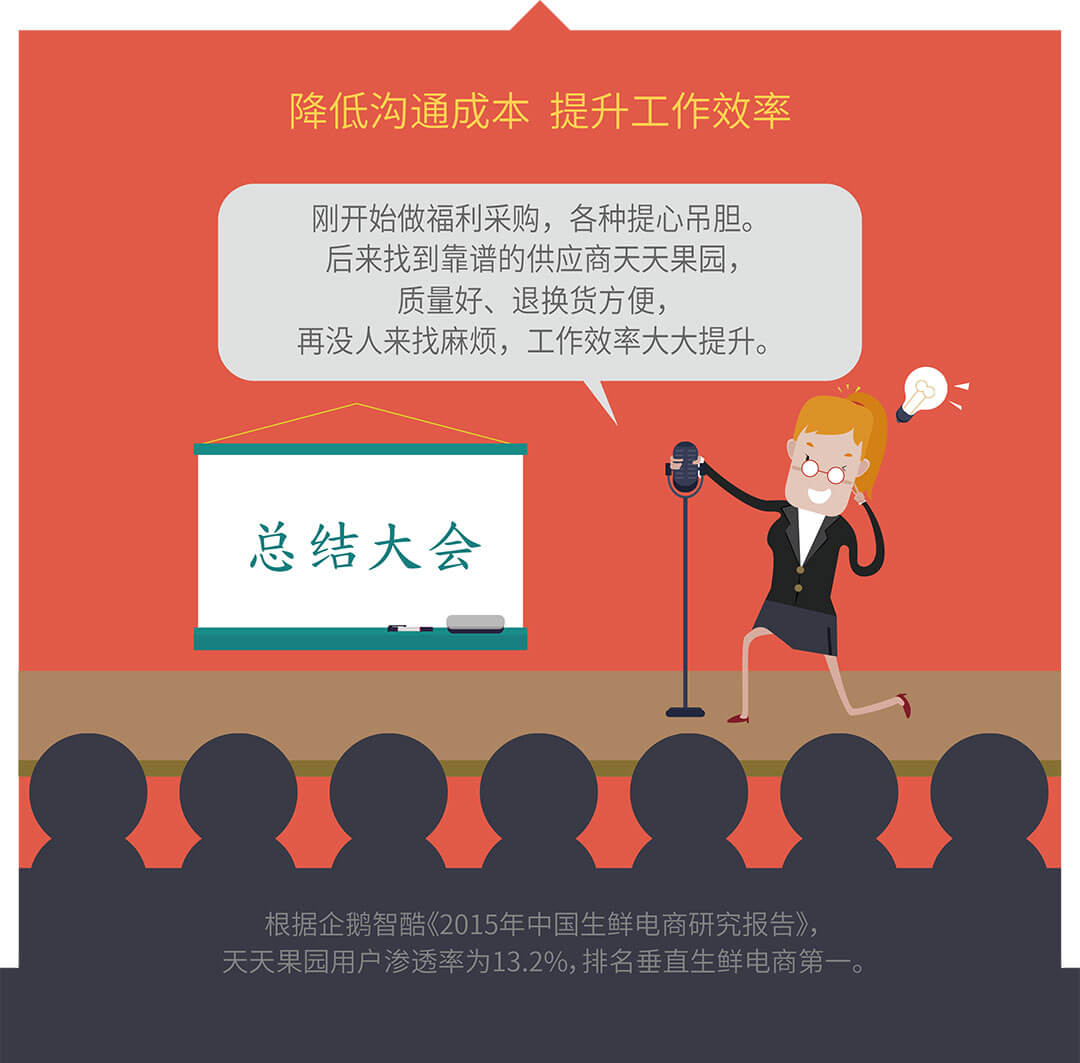 降低沟通成本 提升工作效率
刚开始做福利采购，各种提心吊胆。
后来找到靠谱的供应商天天果园，
质量好、退换货方便，
再没人来找麻烦，工作效率大大提升。
总结大会
根据企鹅智酷《2015年中国生鲜电商研究报告》，
天天果园用户渗透率为13.2%，排名垂直生鲜电商第一。